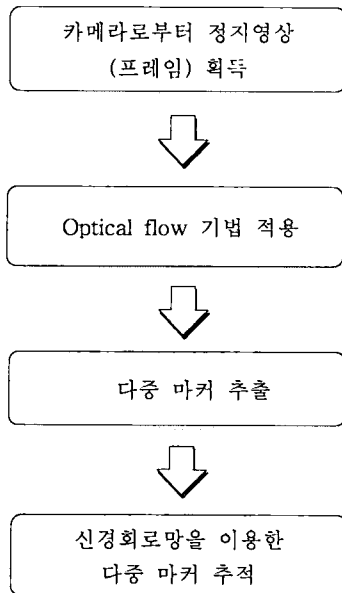 카메라로부터 정지영상
(프레임) 획득
Optical flow 기법 적용
다중 마커 추출
신경회로망을 이용한
다중 마커 추적